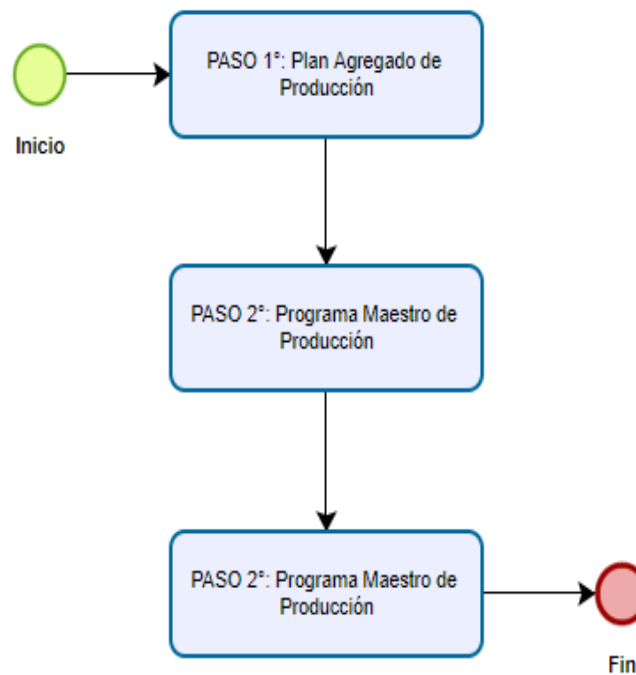 PASO 1°: Plan Agregado de
Producción
Inicio
PASO 2°: Programa Maestro de
Producción
PASO 2°: Programa Maestro de
Producción
Fin